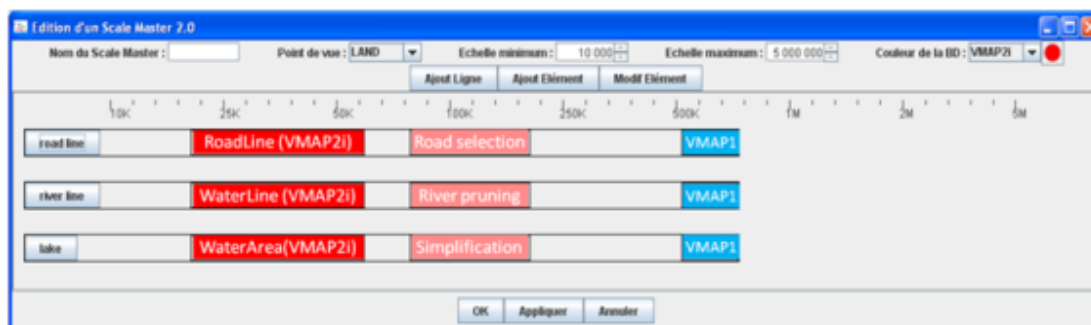 Edition d'un Scale Master 2.0
Nom du Scale Master : Point de vue : LAND Echelle minimum : 10 000 Echelle maximum : 5 000 000 Couleur de la BD : VMAP2i
Ajout Ligne Ajout Elément Modif Elément
10K 25K 50K 100K 250K 500K 1M 2M 5M
road line RoadLine (VMAP2i) Road selection VMAP1
river line WaterLine (VMAP2i) River pruning VMAP1
lake WaterArea(VMAP2i) Simplification VMAP1
OK Appliquer Annuler